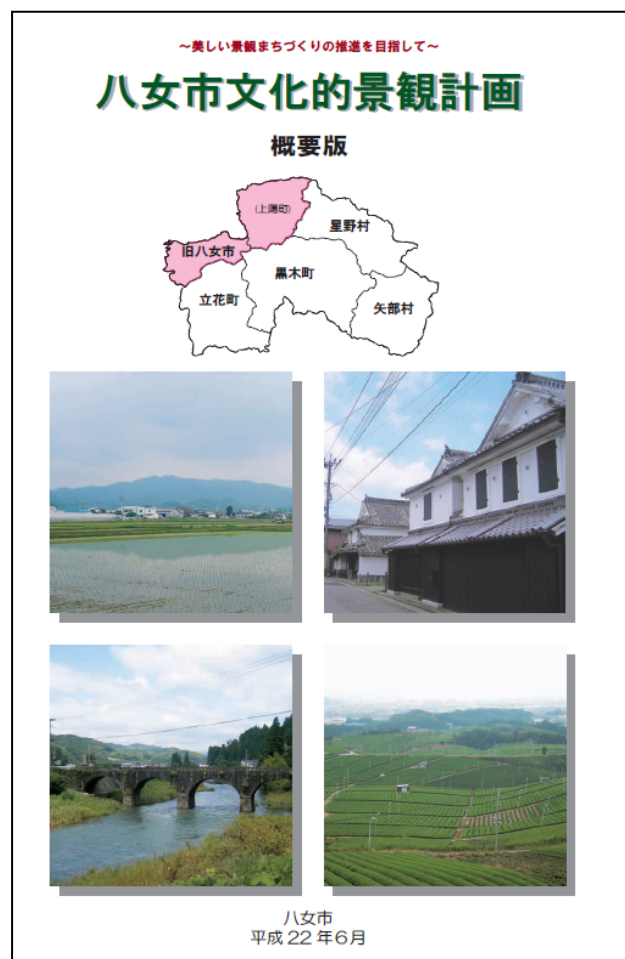 ～美しい景観まちづくりの推進を目指して～
八女市文化的景観計画
概要版
(上陽町)
星野村
旧八女市
黒木町
立花町
矢部村
八女市
平成 22 年６月